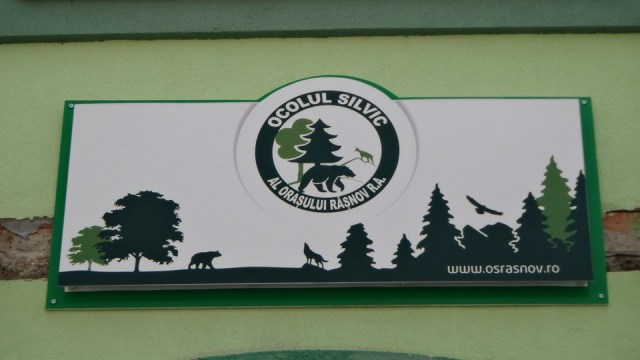 OCOLUL SILVIC
AL ORAȘULUI RÂȘNOV R.A.
www.osrasnov.ro